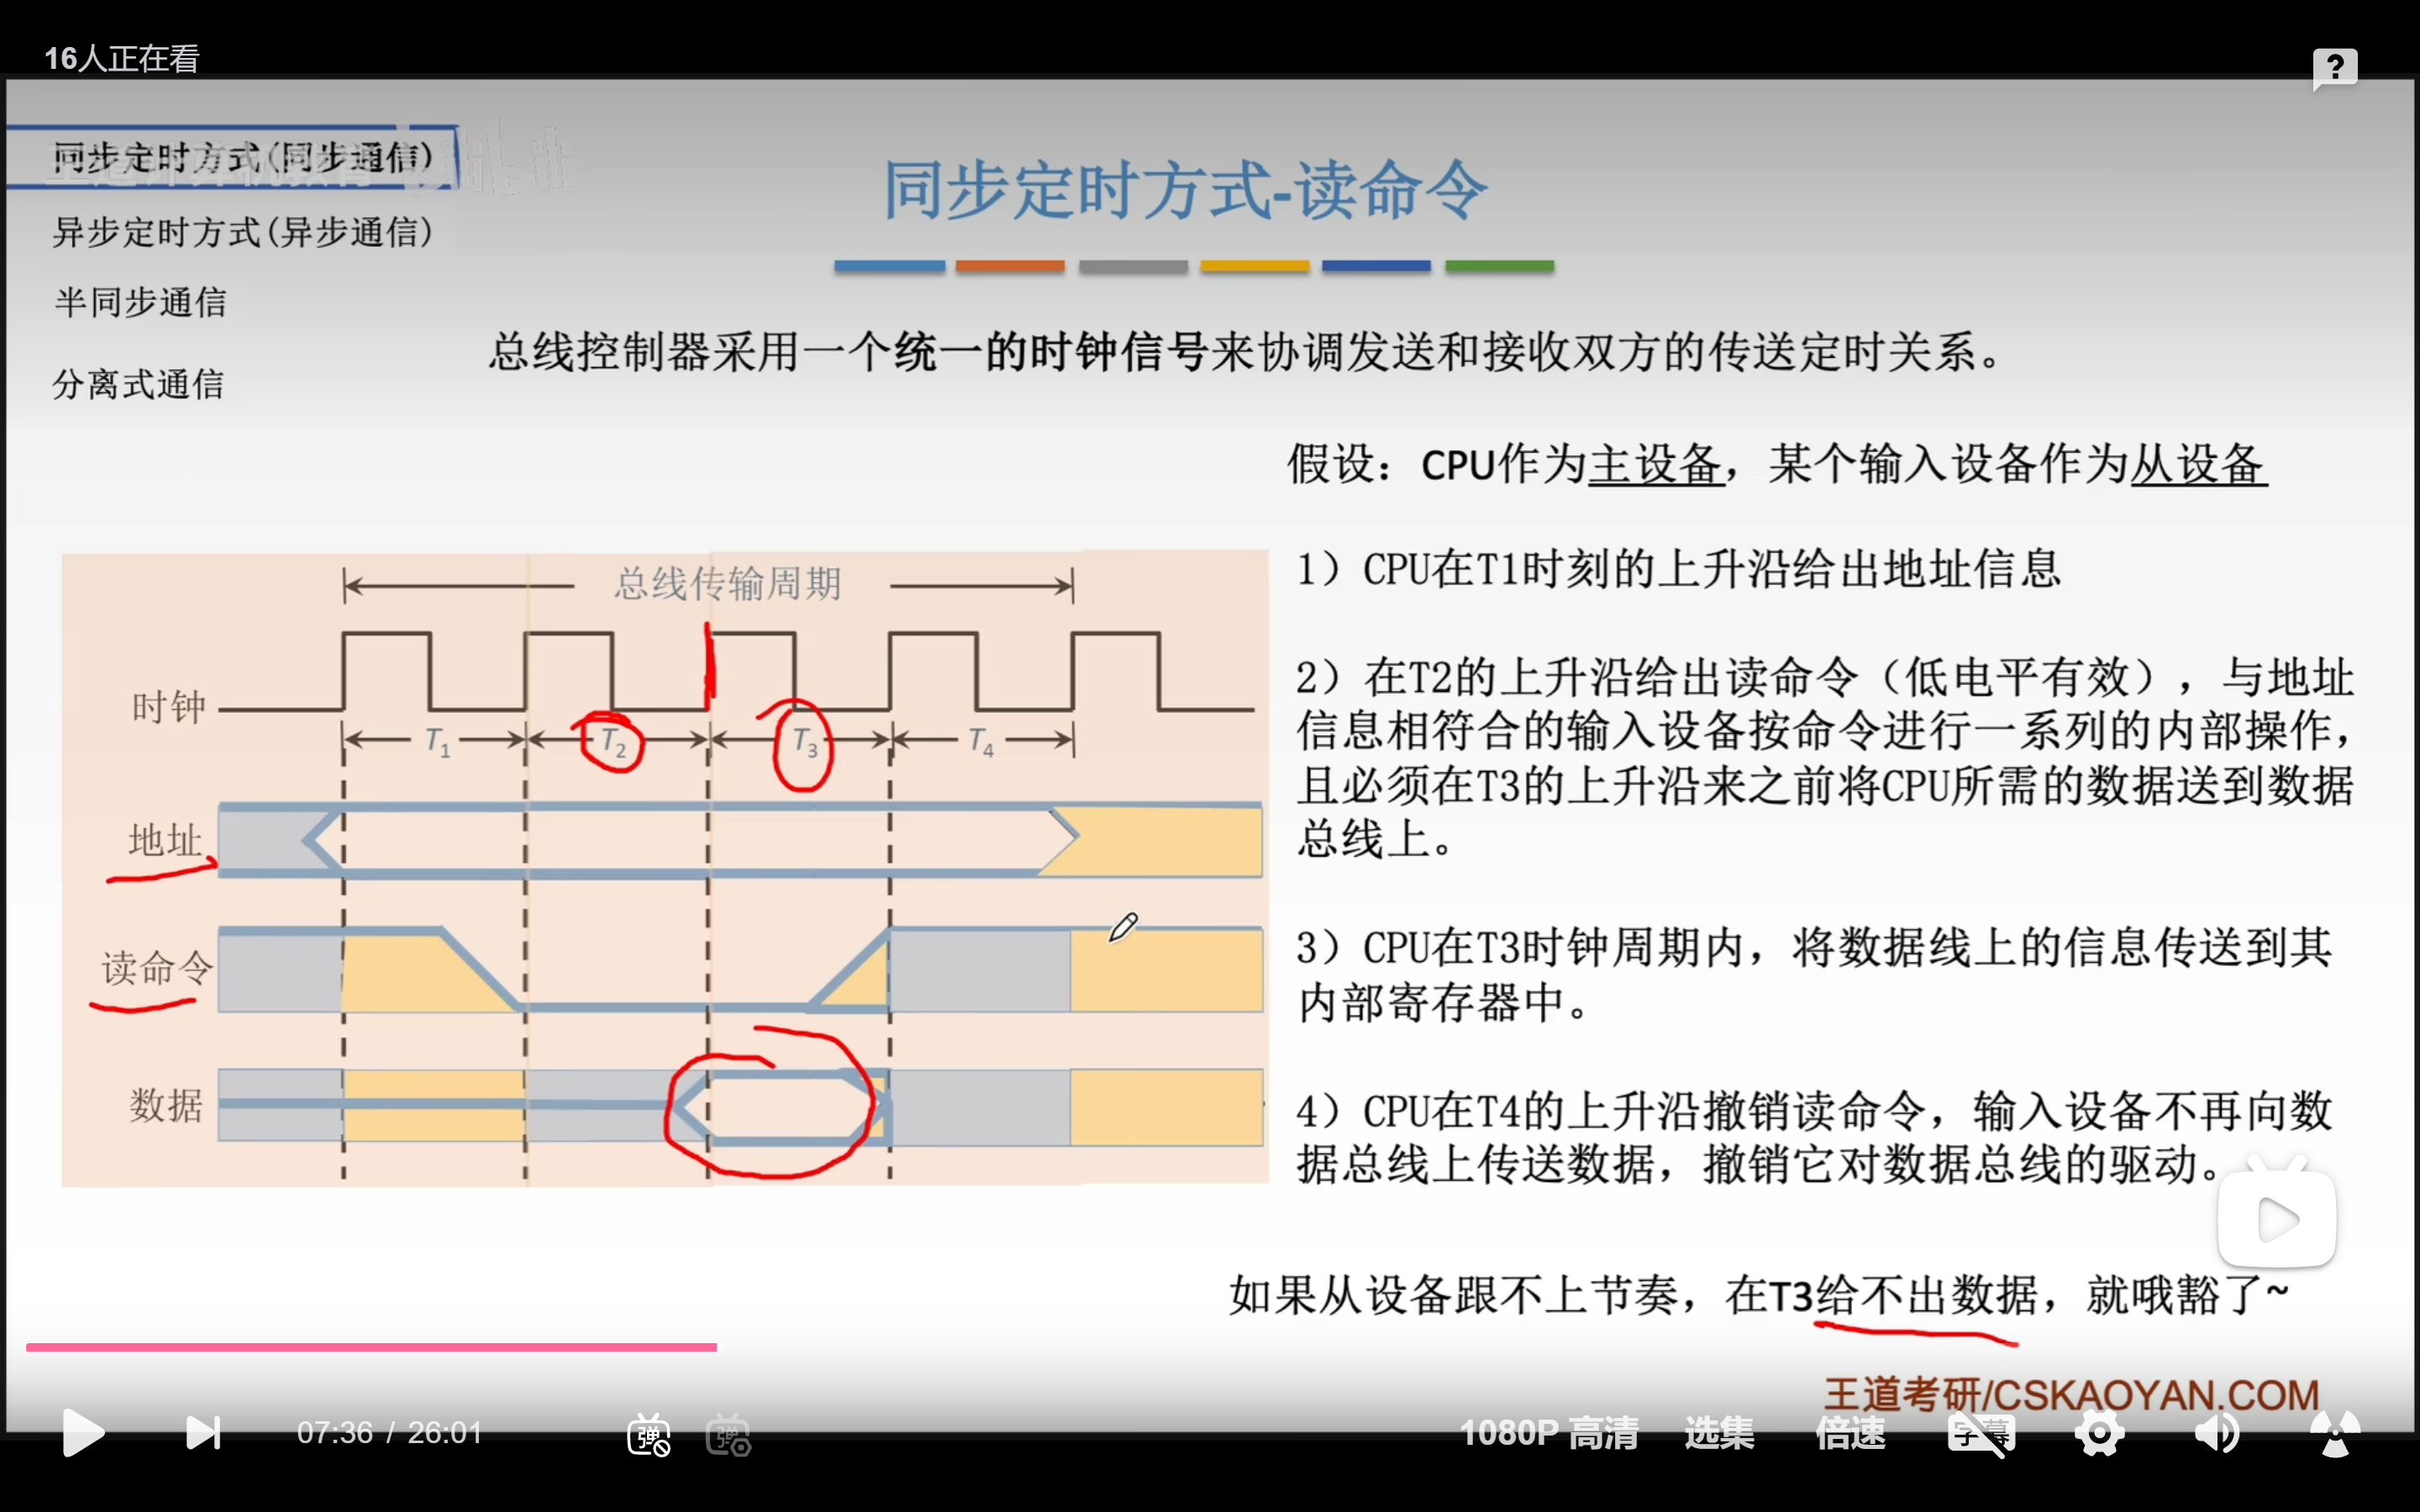 16人正在看
?
同步定时方式(同步通信)
异步定时方式(异步通信)
半同步通信
分离式通信
同步定时方式-读命令
总线控制器采用一个统一的时钟信号来协调发送和接收双方的传送定时关系。
假设：CPU作为主设备，某个输入设备作为从设备
总线传输周期
时钟
T1 T2 T3 T4
地址
读命令
数据
1）CPU在T1时刻的上升沿给出地址信息
2）在T2的上升沿给出读命令（低电平有效），与地址
信息相符合的输入设备按命令进行一系列的内部操作，
且必须在T3的上升沿来之前将CPU所需的数据送到数据
总线上。
3）CPU在T3时钟周期内，将数据线上的信息传送到其
内部寄存器中。
4）CPU在T4的上升沿撤销读命令，输入设备不再向数
据总线上传送数据，撤销它对数据总线的驱动。
如果从设备跟不上节奏，在T3给不出数据，就哦豁了~
王道考研/CSKAOYAN.COM
07:36 / 26:01
弹
弹
1080P 高清
选集
倍速
字幕